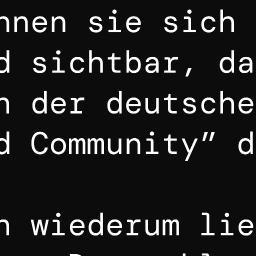 nnen sie sich
d sichtbar, da
n der deutsche
d Community” d
n wiederum lie